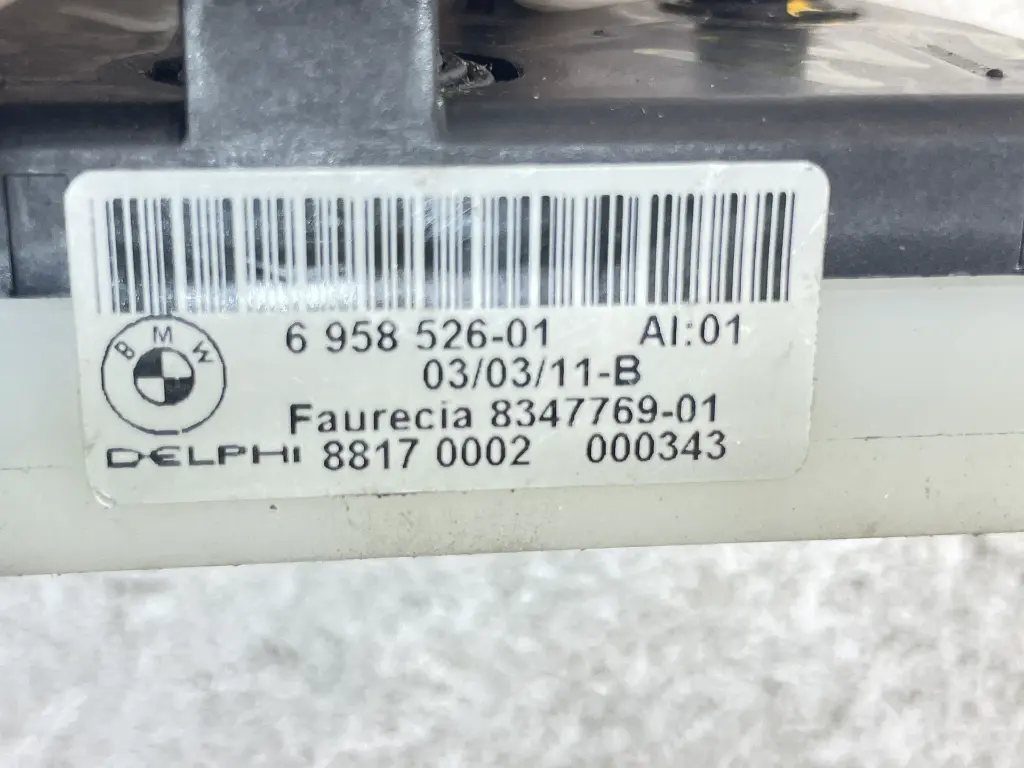 6 958 526-01 AI:01
BMW
03/03/11-B
Faurecia 8347769-01
DELPHI 8817 0002 000343